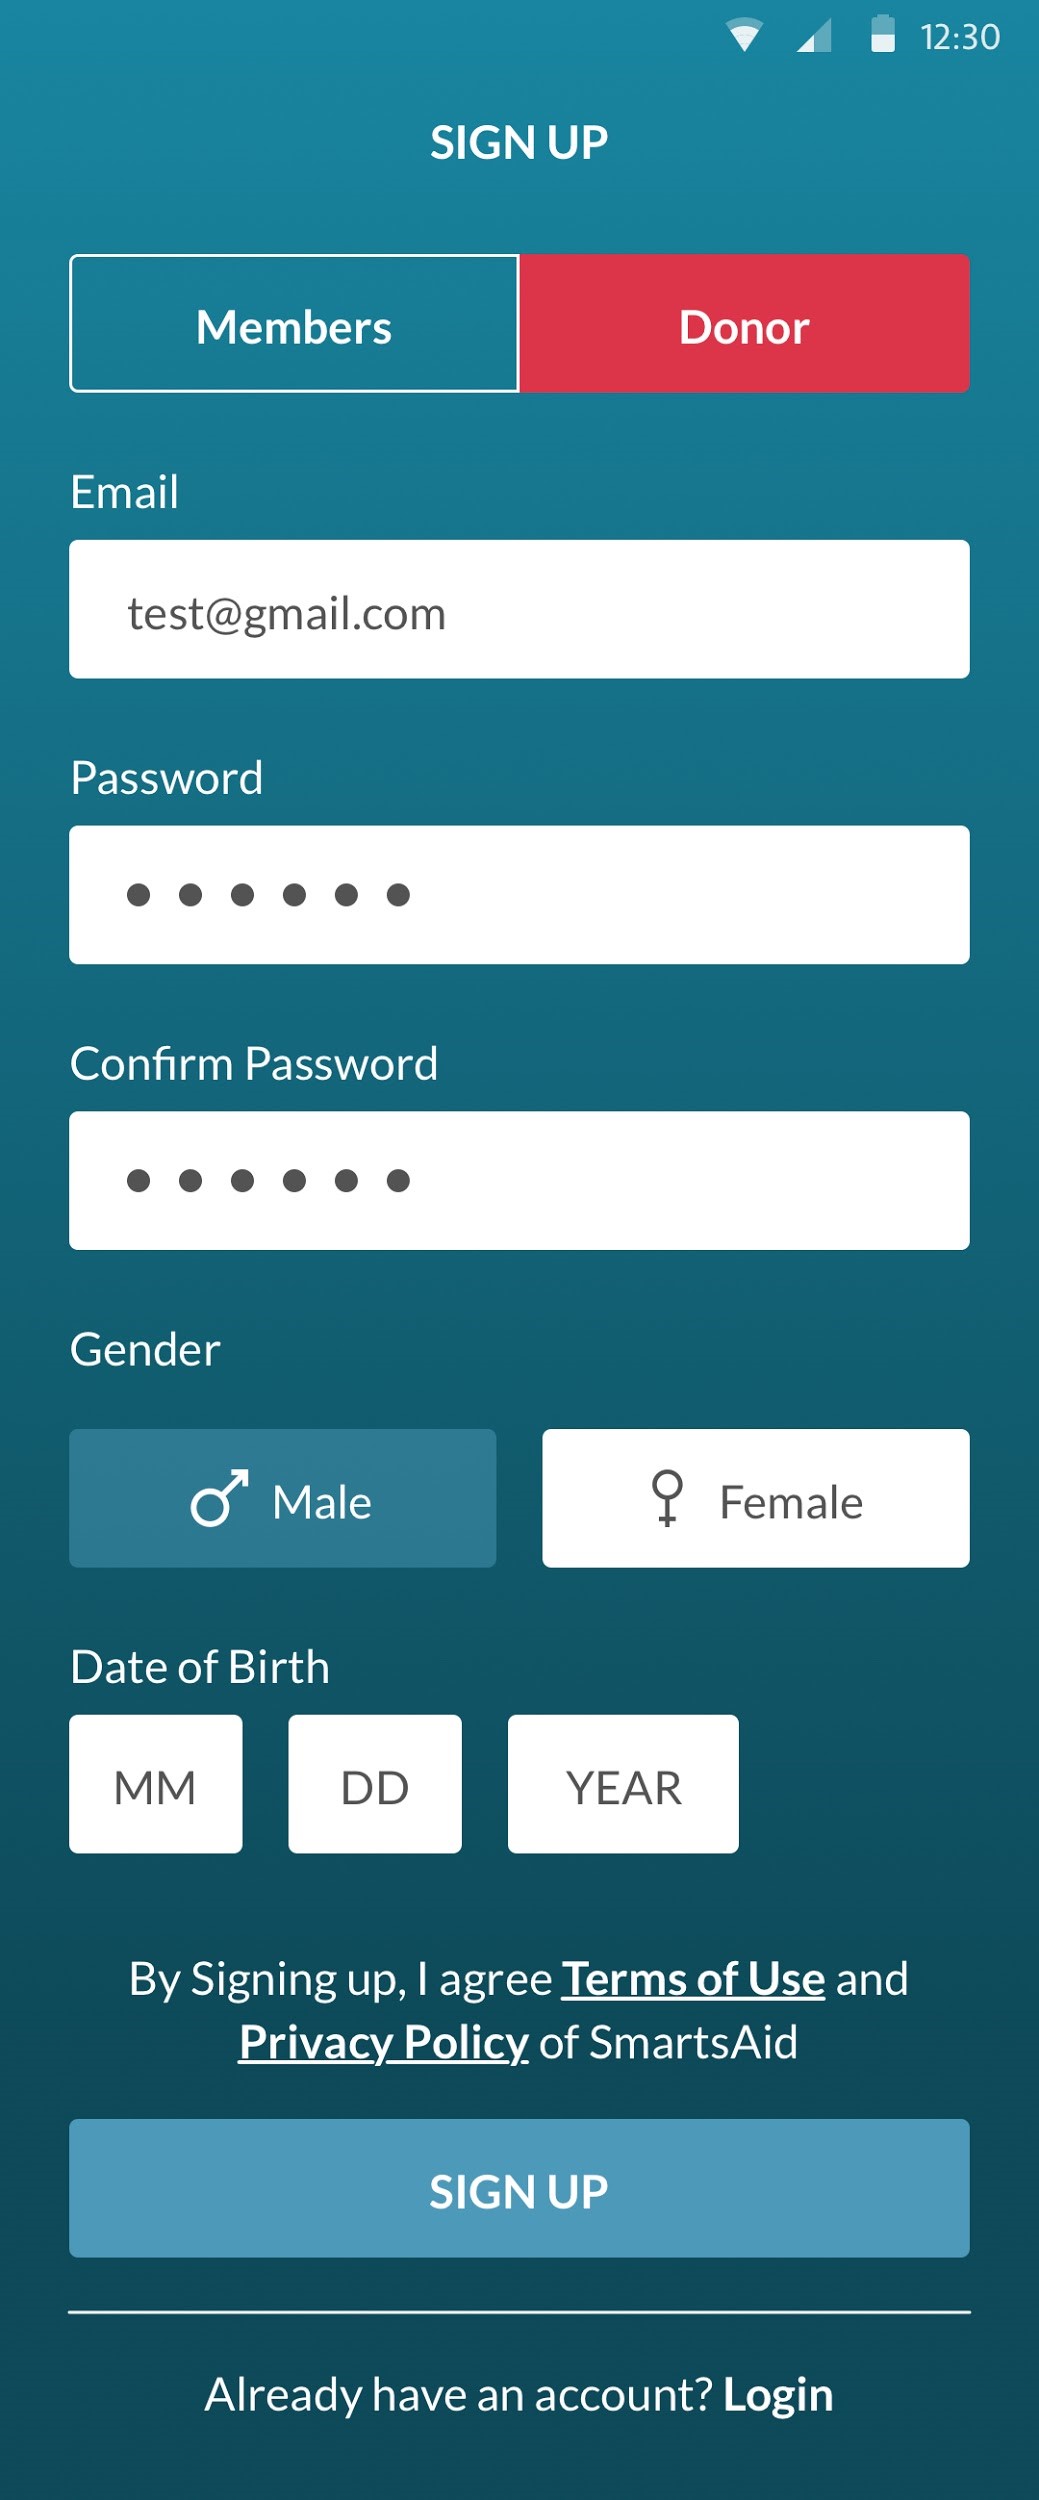 12:30
SIGN UP
Members Donor
Email
test@gmail.com
Password
Confirm Password
Gender
Male Female
Date of Birth
MM DD YEAR
By Signing up, I agree Terms of Use and
Privacy Policy of SmartsAid
SIGN UP
Already have an account? Login